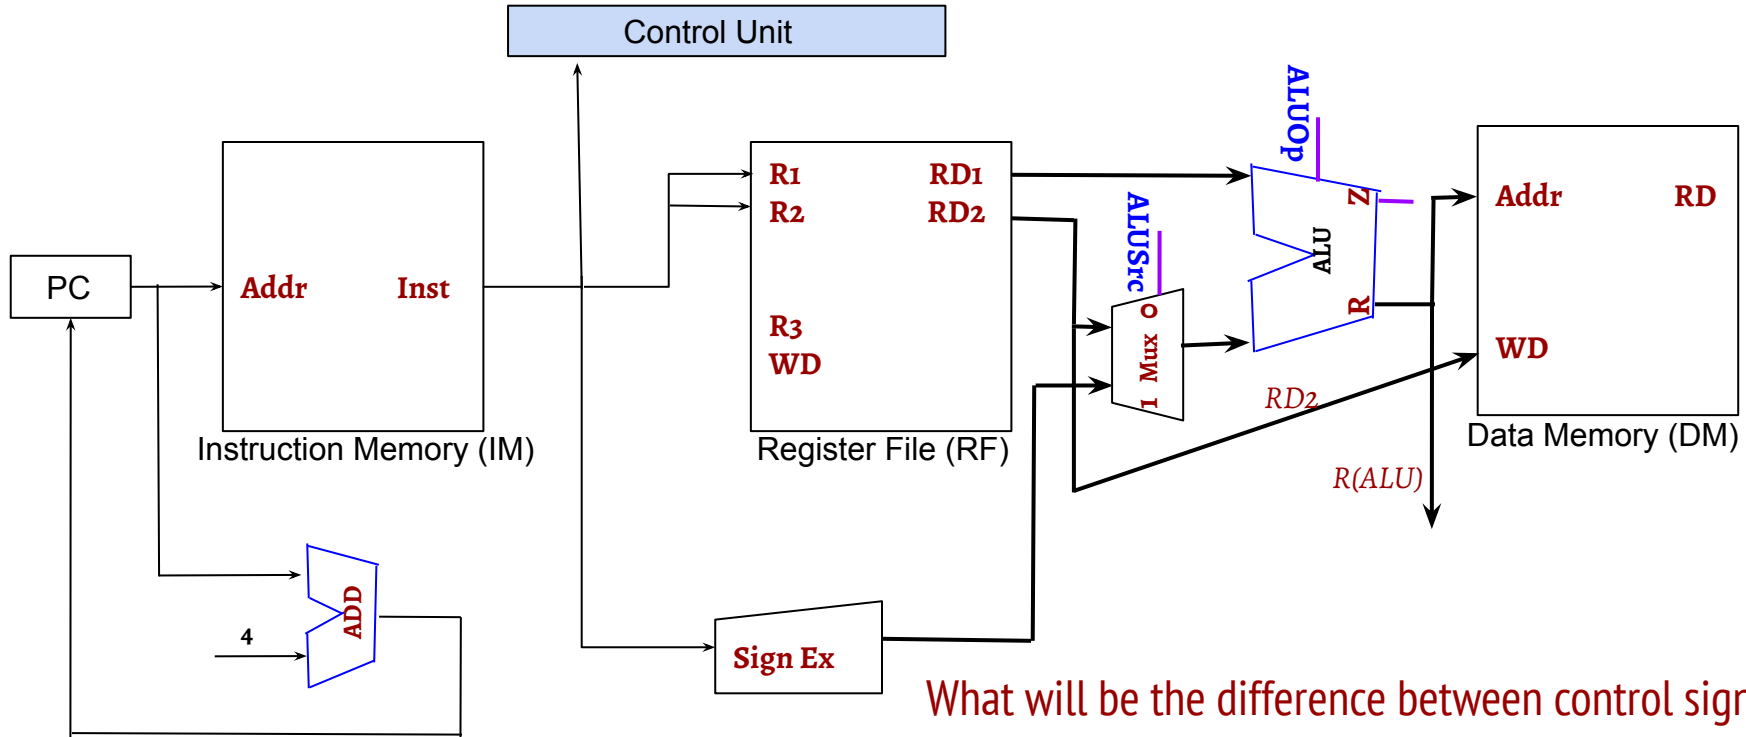 Control Unit
ALUOp
R1 RD1
R2 RD2
Z
Addr RD
ALUSrc
ALU
PC
Addr Inst
R
0
R3
WD
Mux
WD
1
RD2
Instruction Memory (IM)
Register File (RF)
Data Memory (DM)
R(ALU)
ADD
4
Sign Ex
What will be the difference between control sign